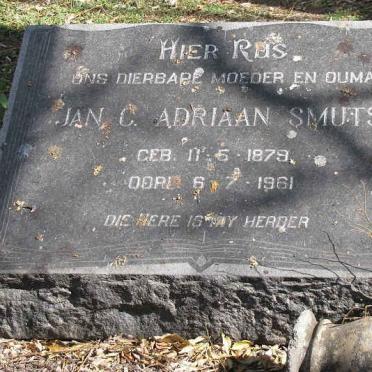 HIER RUS
ONS DIERBARE MOEDER EN OUMA
JAN C. ADRIAAN SMUTS
GEB. 11-5-1879
OORL. 6-7-1961
DIE HERE IS MY HERDER